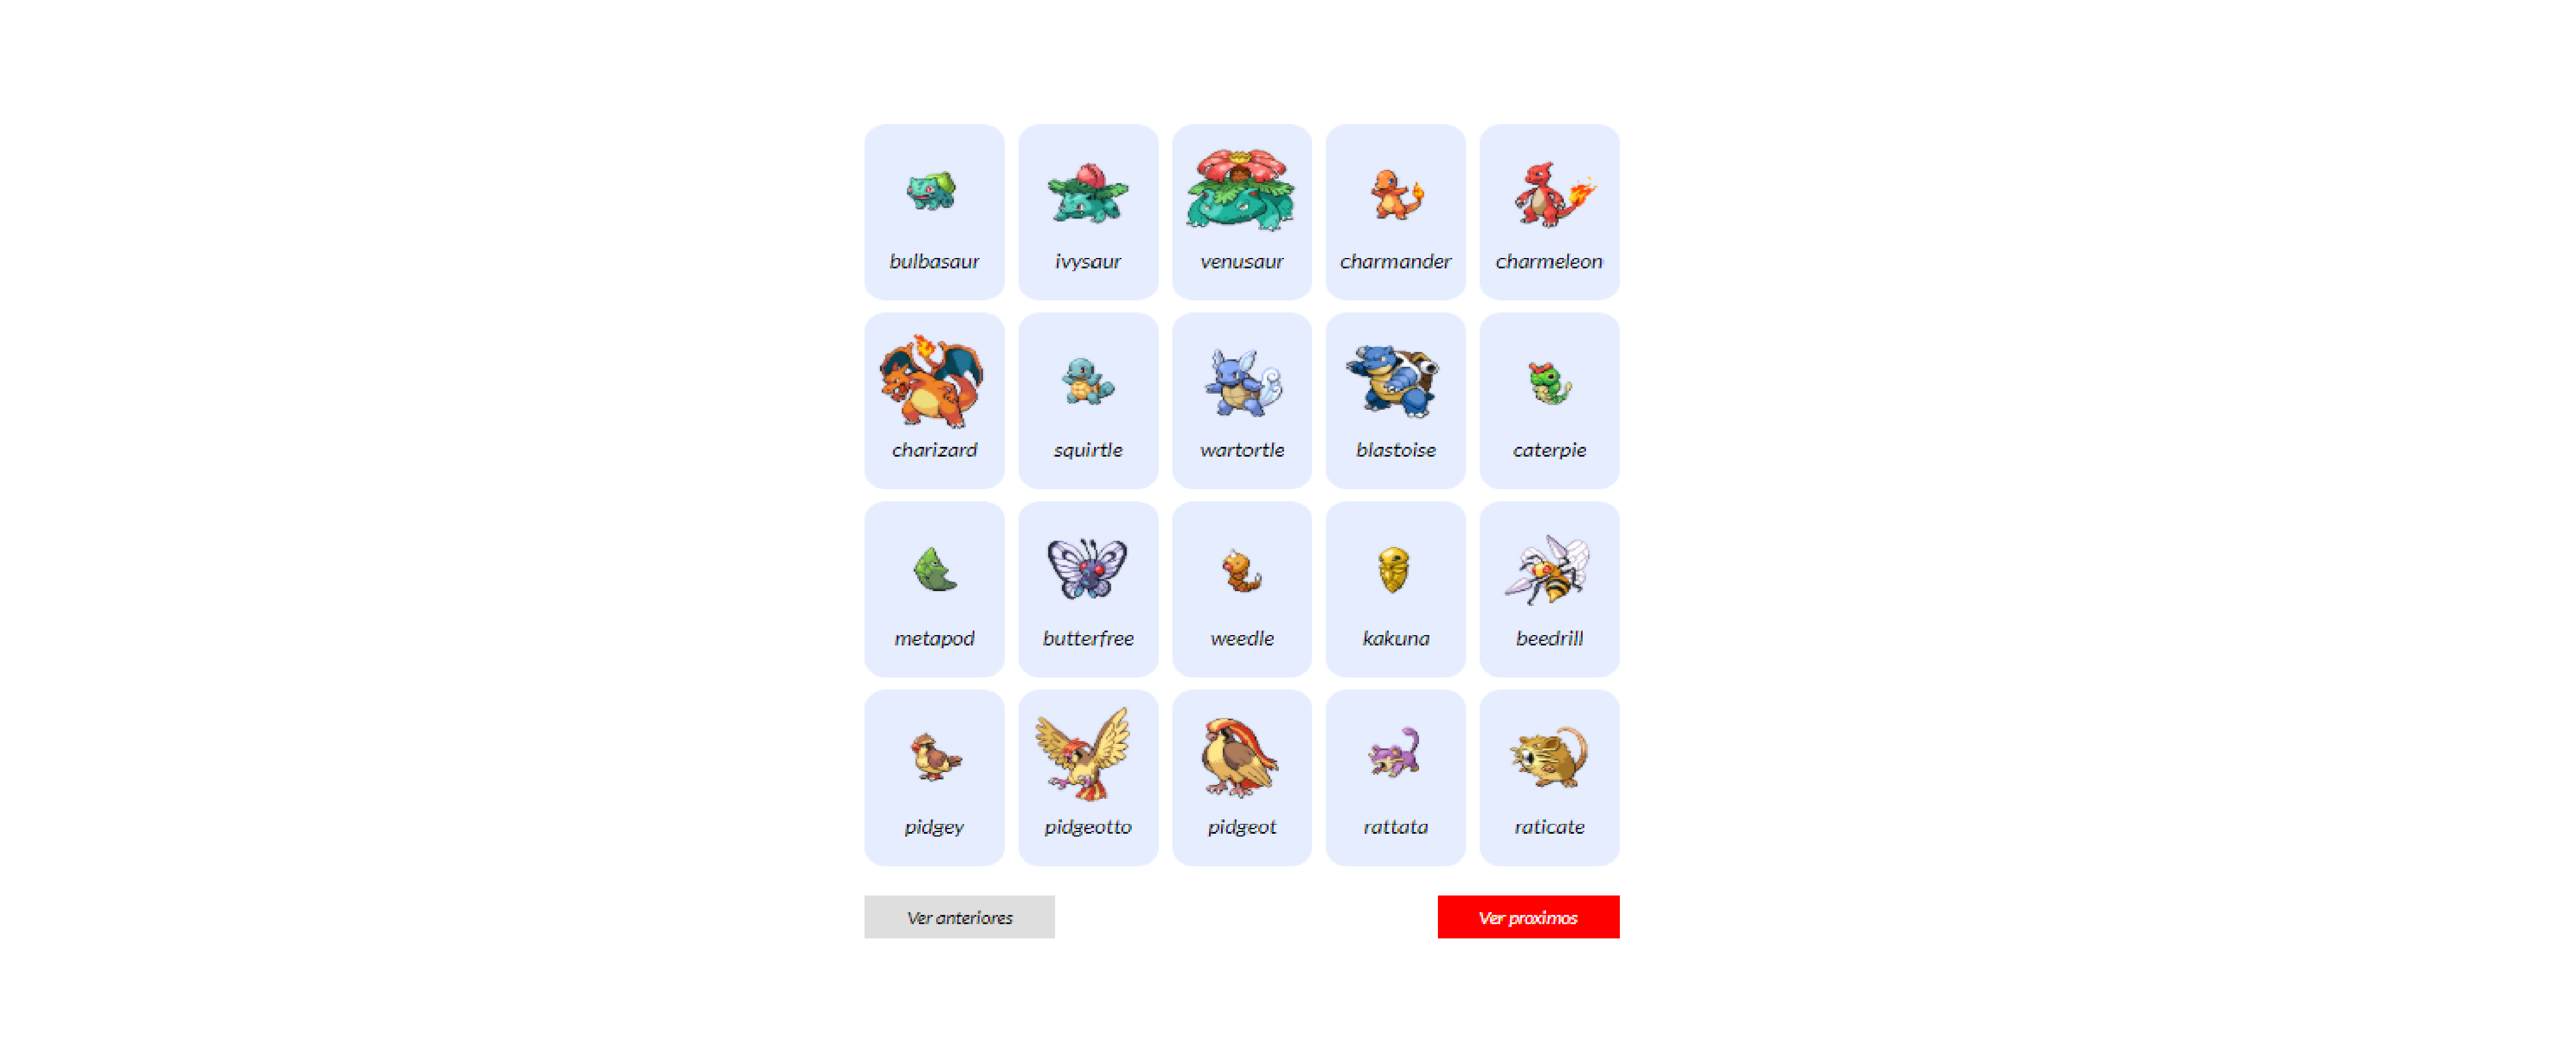 bulbasaur ivysaur venusaur charmander charmeleon
charizard squirtle wartortle blastoise caterpie
metapod butterfree weedle kakuna beedrill
pidgey pidgeotto pidgeot rattata raticate
Ver anteriores Ver proximos